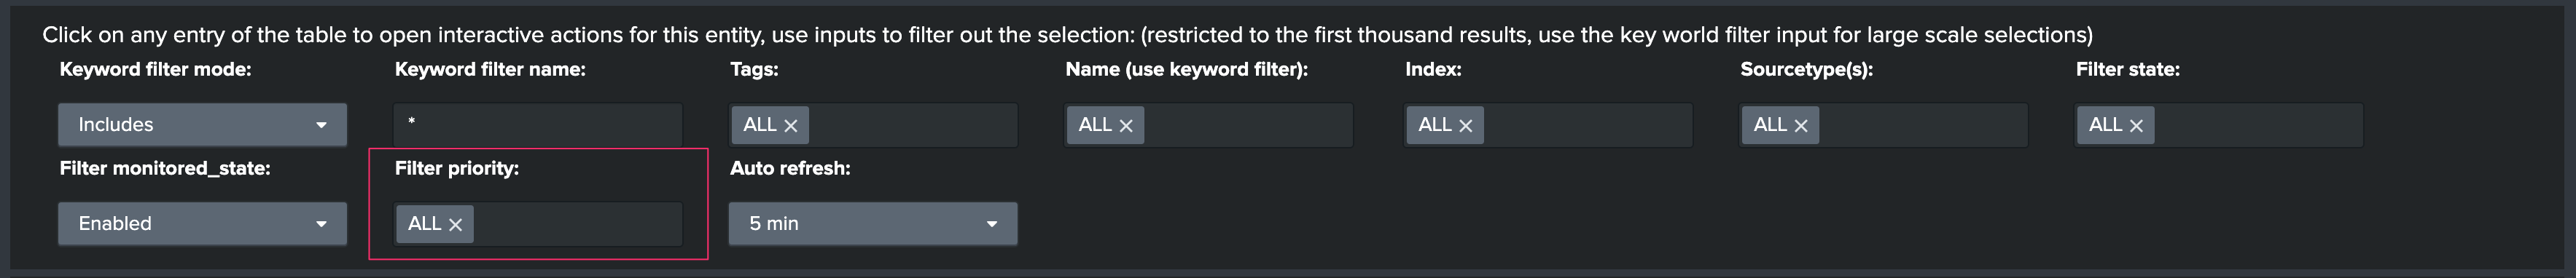 Click on any entry of the table to open interactive actions for this entity, use inputs to filter out the selection: (restricted to the first thousand results, use the key world filter input for large scale selections)
Keyword filter mode: Keyword filter name: Tags: Name (use keyword filter): Index: Sourcetype(s): Filter state:
Includes * ALL × ALL × ALL × ALL × ALL ×
Filter monitored_state: Filter priority: Auto refresh:
Enabled ALL × 5 min